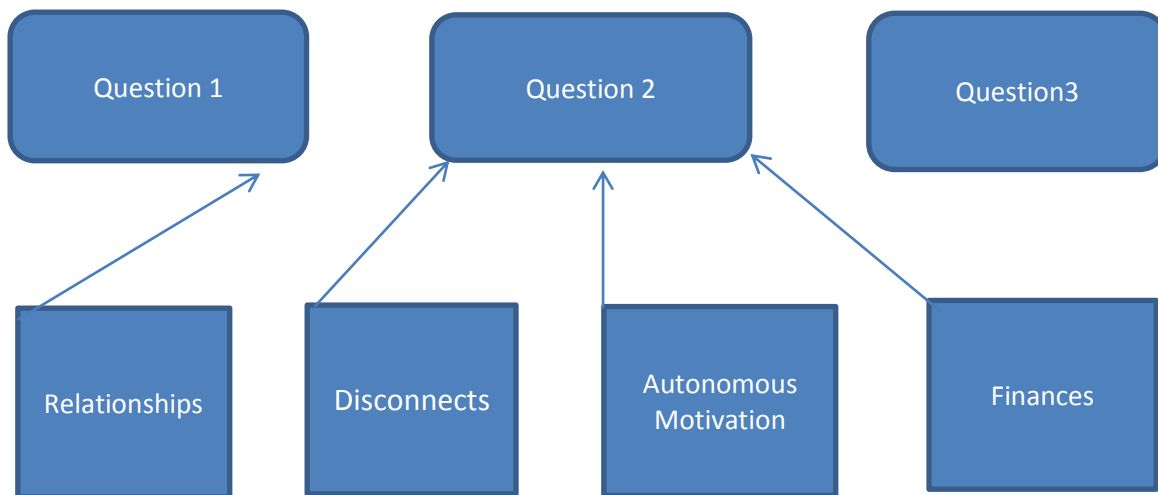 Question 1
Question 2
Question3
Relationships
Disconnects
Autonomous
Motivation
Finances